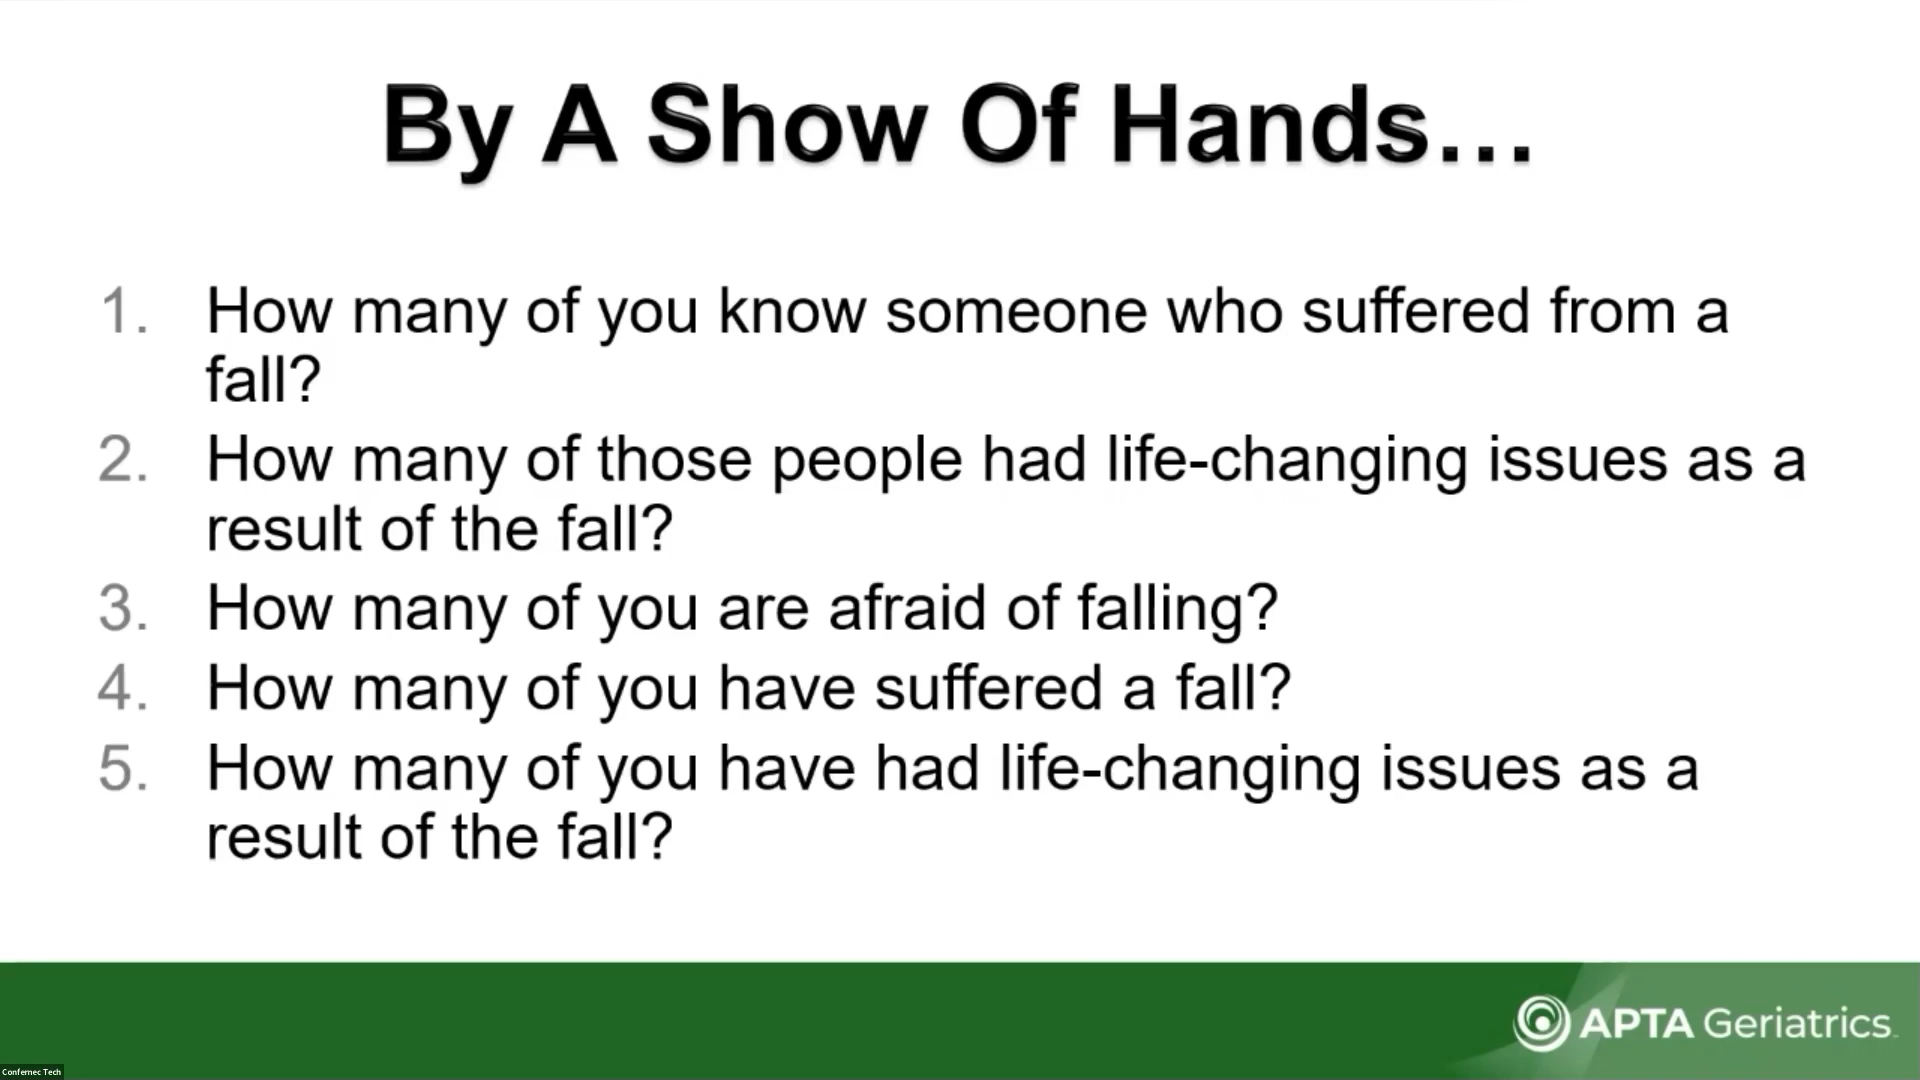 By A Show Of Hands…
1. How many of you know someone who suffered from a
fall?
2. How many of those people had life-changing issues as a
result of the fall?
3. How many of you are afraid of falling?
4. How many of you have suffered a fall?
5. How many of you have had life-changing issues as a
result of the fall?
APTA Geriatrics
Confernec Tech